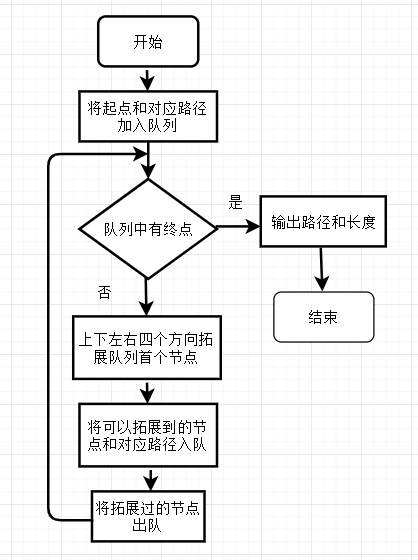 开始
将起点和对应路径
加入队列
队列中有终点
是
输出路径和长度
结束
否
上下左右四个方向拓
展队列首个节点
将可以拓展到的节
点和对应路径入队
将拓展过的节点
出队